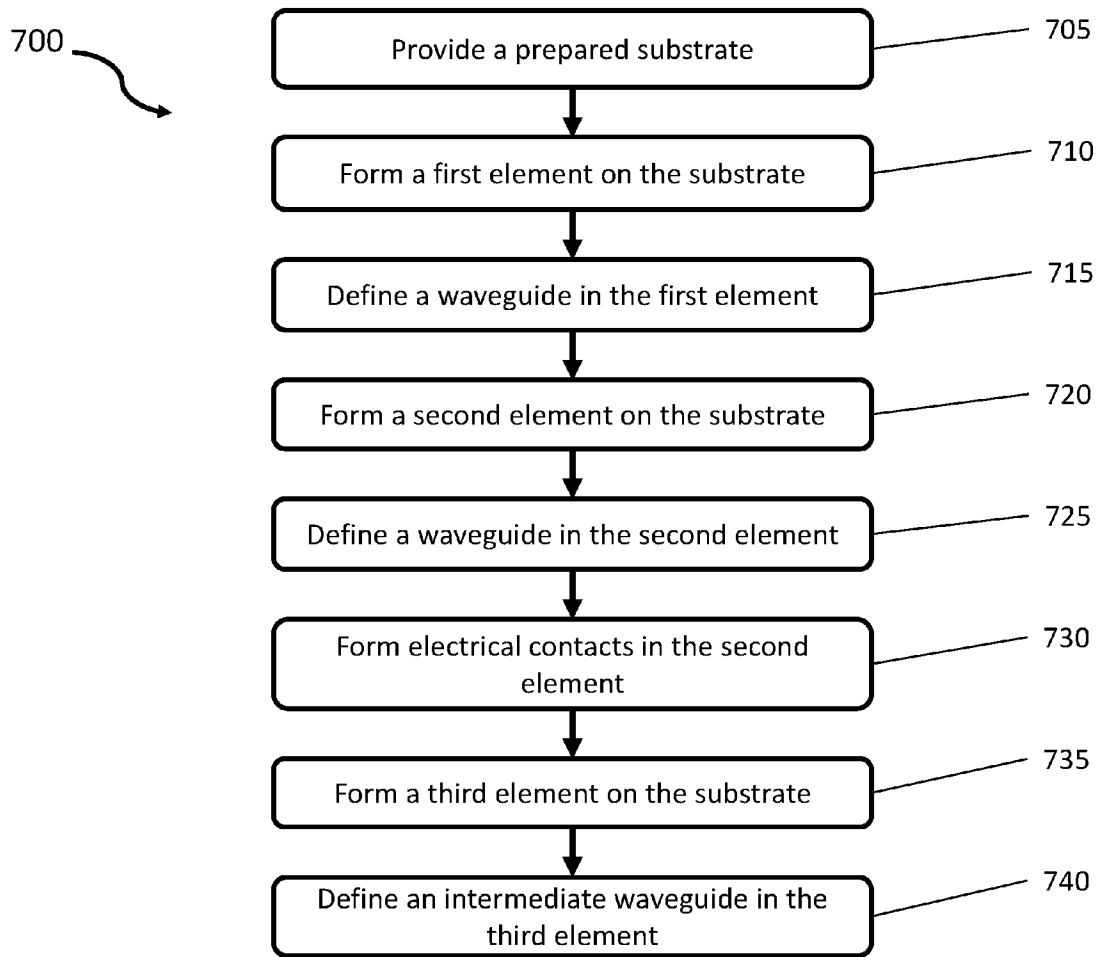 700
Provide a prepared substrate
705
Form a first element on the substrate
710
Define a waveguide in the first element
715
Form a second element on the substrate
720
Define a waveguide in the second element
725
Form electrical contacts in the second
element
730
Form a third element on the substrate
735
Define an intermediate waveguide in the
third element
740